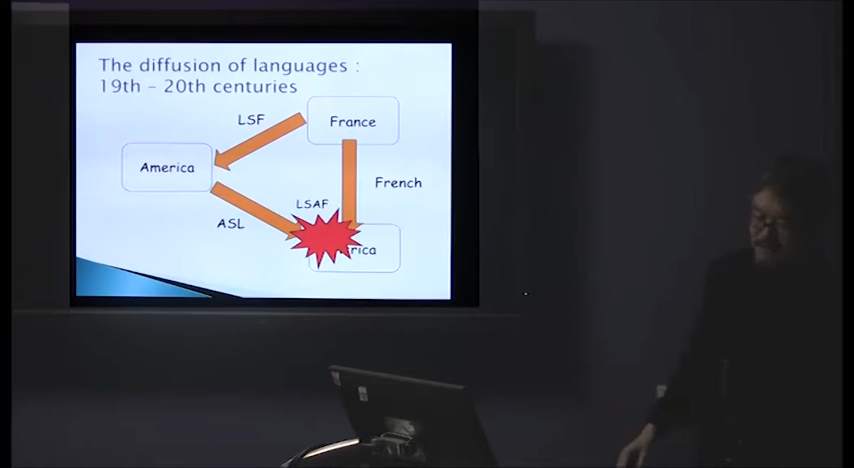 The diffusion of languages :
19th – 20th centuries
LSF
France
America
French
LSAF
ASL
rica